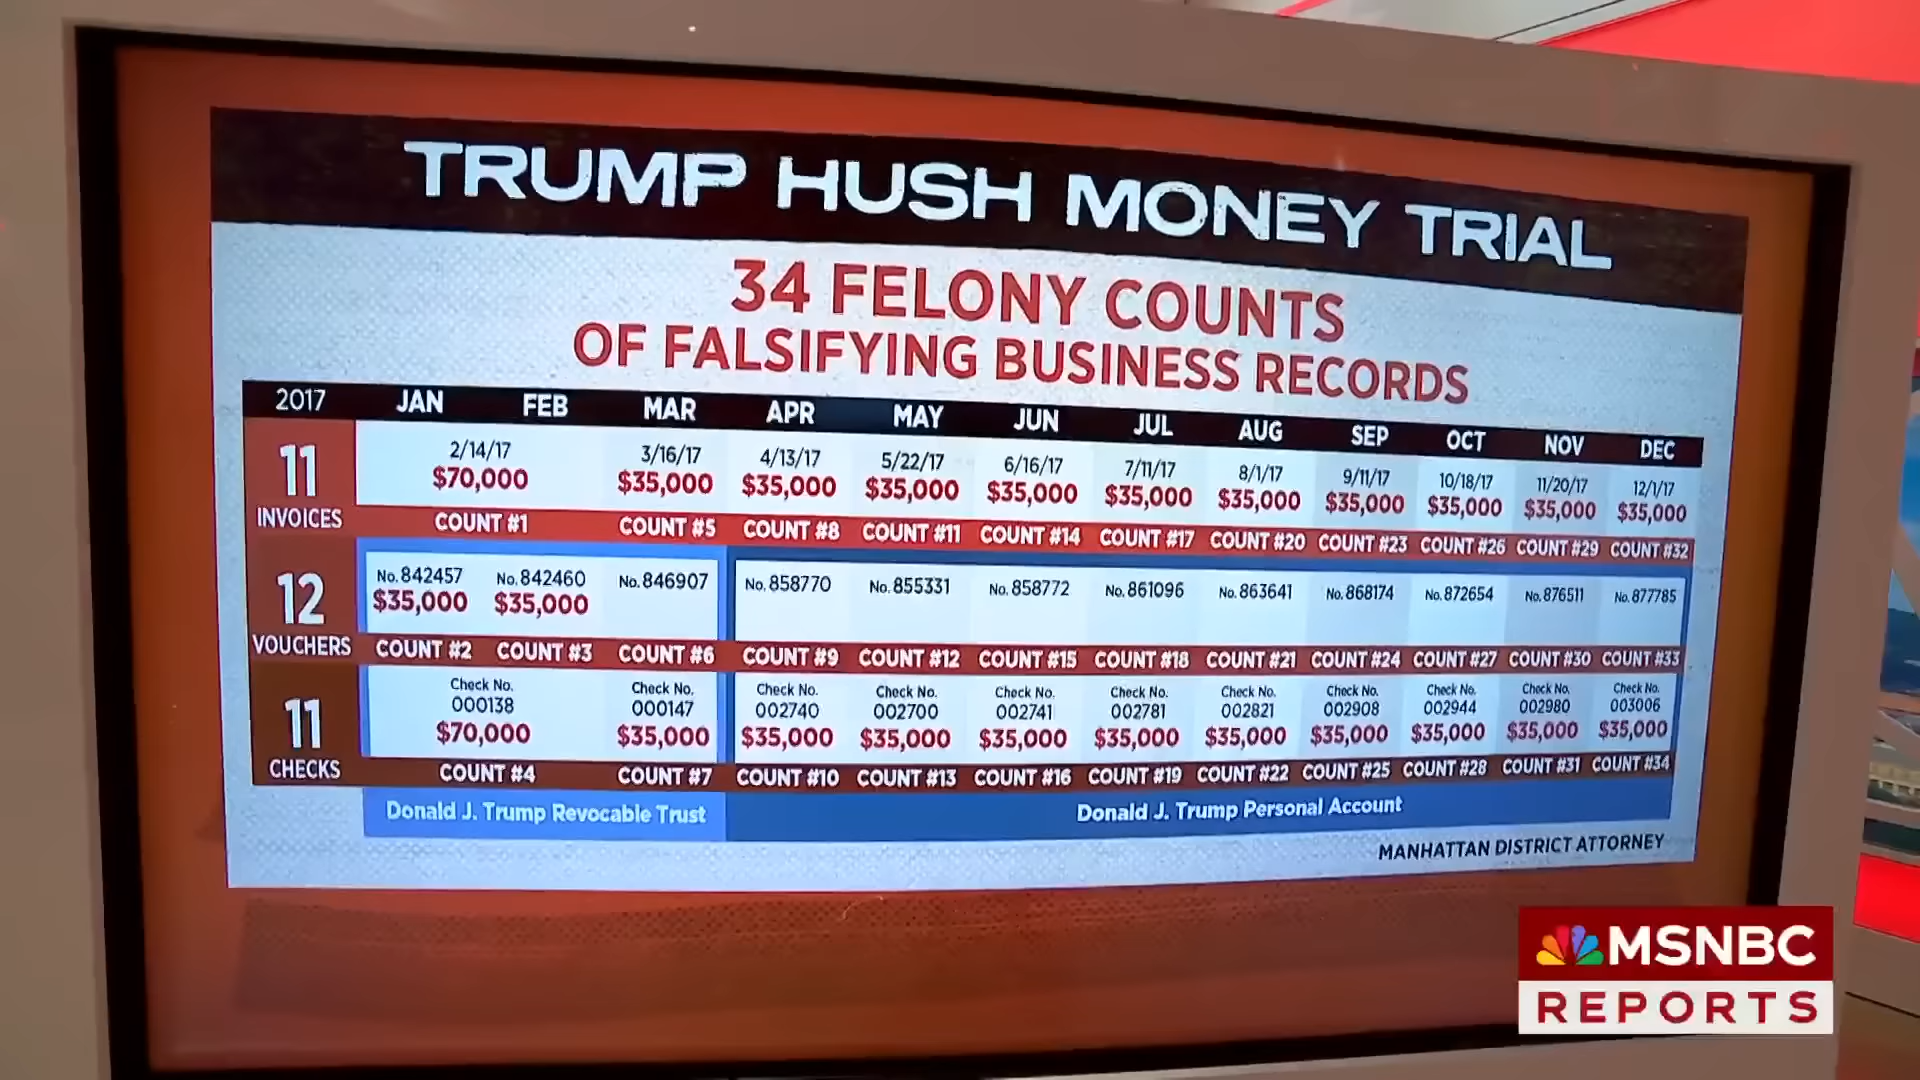 TRUMP HUSH MONEY TRIAL
34 FELONY COUNTS
OF FALSIFYING BUSINESS RECORDS
2017 JAN FEB MAR APR MAY JUN JUL AUG SEP OCT NOV DEC
11 INVOICES
2/14/17 3/16/17 4/13/17 5/22/17 6/16/17 7/11/17 8/1/17 9/11/17 10/18/17 11/20/17 12/1/17
$70,000 $35,000 $35,000 $35,000 $35,000 $35,000 $35,000 $35,000 $35,000 $35,000 $35,000
COUNT #1 COUNT #5 COUNT #8 COUNT #11 COUNT #14 COUNT #17 COUNT #20 COUNT #23 COUNT #26 COUNT #29 COUNT #32
12 VOUCHERS
No. 842457 No. 842460 No. 846907 No. 858770 No. 855331 No. 858772 No. 861096 No. 863641 No. 868174 No. 872654 No. 876511 No. 877785
$35,000 $35,000
COUNT #2 COUNT #3 COUNT #6 COUNT #9 COUNT #12 COUNT #15 COUNT #18 COUNT #21 COUNT #24 COUNT #27 COUNT #30 COUNT #33
11 CHECKS
Check No. Check No. Check No. Check No. Check No. Check No. Check No. Check No. Check No. Check No. Check No.
000138 000147 002740 002700 002741 002781 002821 002908 002944 002980 003006
$70,000 $35,000 $35,000 $35,000 $35,000 $35,000 $35,000 $35,000 $35,000 $35,000 $35,000
COUNT #4 COUNT #7 COUNT #10 COUNT #13 COUNT #16 COUNT #19 COUNT #22 COUNT #25 COUNT #28 COUNT #31 COUNT #34
Donald J. Trump Revocable Trust Donald J. Trump Personal Account
MANHATTAN DISTRICT ATTORNEY
MSNBC
REPORTS